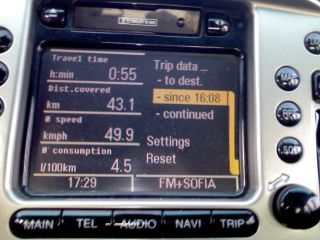 Travel time
h:min 0:55
Dist.covered
km 43.1
Ø speed
kmph 49.9
Ø consumption
l/100km 4.5
Trip data ...
- to dest.
- since 16:08
- continued
Settings
Reset
17:29 FM+SOFIA
MAIN TEL AUDIO NAVI TRIP